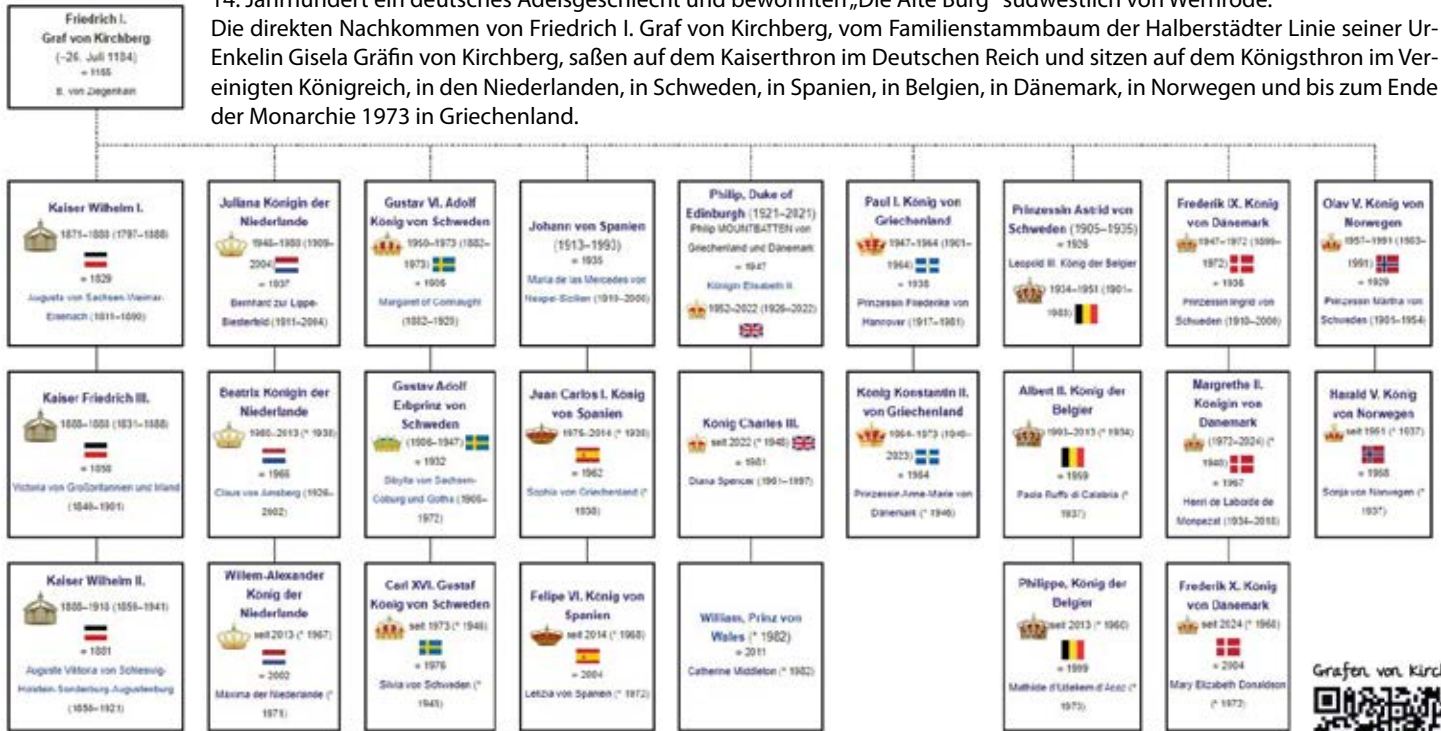 14. Jahrhundert ein deutsches Adelsgeschlecht und bewohnten „Die Alte Burg“ südwestlich von Wernrode.
Die direkten Nachkommen von Friedrich I. Graf von Kirchberg, vom Familienstammbaum der Halberstädter Linie seiner Ur-
Enkelin Gisela Gräfin von Kirchberg, saßen auf dem Kaiserthron im Deutschen Reich und sitzen auf dem Königsthron im Ver-
einigten Königreich, in den Niederlanden, in Schweden, in Spanien, in Belgien, in Dänemark, in Norwegen und bis zum Ende
der Monarchie 1973 in Griechenland.
Friedrich I.
Graf von Kirchberg
(~26. Juli 1184)
B. von Ziegenhain
Kaiser Wilhelm I.
1871–1888 (1797–1888)
∞ 1829
Augusta von Sachsen-Weimar-
Eisenach (1811–1890)
Juliana Königin der
Niederlande
1948–1980 (1909–
2004)
∞ 1937
Bernhard zur Lippe-
Biesterfeld (1911–2004)
Gustav VI. Adolf
König von Schweden
1950–1973 (1882–
1973)
∞ 1905
Margaret of Connaught
(1882–1920)
Johann von Spanien
(1913–1993)
∞ 1935
Maria de las Mercedes von
Neapel-Sizilien (1910–2000)
Philip, Duke of
Edinburgh (1921–2021)
Philip MOUNTBATTEN von
Griechenland und Dänemark
∞ 1947
Königin Elisabeth II.
1952–2022 (1926–2022)
Paul I. König von
Griechenland
1947–1964 (1901–
1964)
∞ 1938
Prinzessin Friederike von
Hannover (1917–1981)
Prinzessin Astrid von
Schweden (1905–1935)
∞ 1926
Leopold III. König der Belgier
1934–1951 (1901–
1983)
Frederik IX. König
von Dänemark
1947–1972 (1899–
1972)
∞ 1935
Prinzessin Ingrid von
Schweden (1910–2000)
Olav V. König von
Norwegen
1957–1991 (1903–
1991)
∞ 1929
Prinzessin Märtha von
Schweden (1901–1954)
Kaiser Friedrich III.
1888–1888 (1831–1888)
∞ 1858
Victoria von Großbritannien und Irland
(1840–1901)
Beatrix Königin der
Niederlande
1980–2013 (* 1938)
∞ 1966
Claus von Amsberg (1926–
2002)
Gustav Adolf
Erbprinz von
Schweden
(1906–1947)
∞ 1932
Sibylla von Sachsen-
Coburg und Gotha (1908–
1972)
Juan Carlos I. König
von Spanien
1975–2014 (* 1938)
∞ 1962
Sophia von Griechenland (*
1938)
König Charles III.
seit 2022 (* 1948)
∞ 1981
Diana Spencer (1961–1997)
König Konstantin II.
von Griechenland
1964–1973 (1940–
2023)
∞ 1964
Prinzessin Anne-Marie von
Dänemark (* 1946)
Albert II. König der
Belgier
1993–2013 (* 1934)
∞ 1959
Paola Ruffo di Calabria (*
1937)
Margrethe II.
Königin von
Dänemark
(1972–2024) (*
1940)
∞ 1967
Henri de Laborde de
Monpezat (1934–2018)
Harald V. König
von Norwegen
seit 1991 (* 1937)
∞ 1968
Sonja von Norwegen (*
1937)
Kaiser Wilhelm II.
1888–1918 (1859–1941)
∞ 1881
Auguste Viktoria von Schleswig-
Holstein-Sonderburg-Augustenburg
(1858–1921)
Willem-Alexander
König der
Niederlande
seit 2013 (* 1967)
∞ 2002
Máxima der Niederlande (*
1971)
Carl XVI. Gustaf
König von Schweden
seit 1973 (* 1946)
∞ 1976
Silvia von Schweden (*
1943)
Felipe VI. König von
Spanien
seit 2014 (* 1968)
∞ 2004
Letizia von Spanien (* 1972)
William, Prinz von
Wales (* 1982)
∞ 2011
Catherine Middleton (* 1982)
Philippe, König der
Belgier
seit 2013 (* 1960)
∞ 1999
Mathilde d'Udekem d'Acoz (*
1973)
Frederik X. König
von Dänemark
seit 2024 (* 1968)
∞ 2004
Mary Elizabeth Donaldson
(* 1972)
Grafen von Kirch